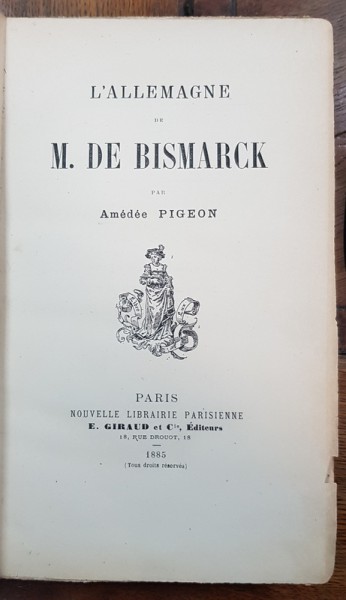 L'ALLEMAGNE
DE
M. DE BISMARCK
PAR
Amédée PIGEON
PARIS
NOUVELLE LIBRAIRIE PARISIENNE
E. GIRAUD et Cie, Éditeurs
18, RUE DROUOT, 18
1885
(Tous droits réservés)